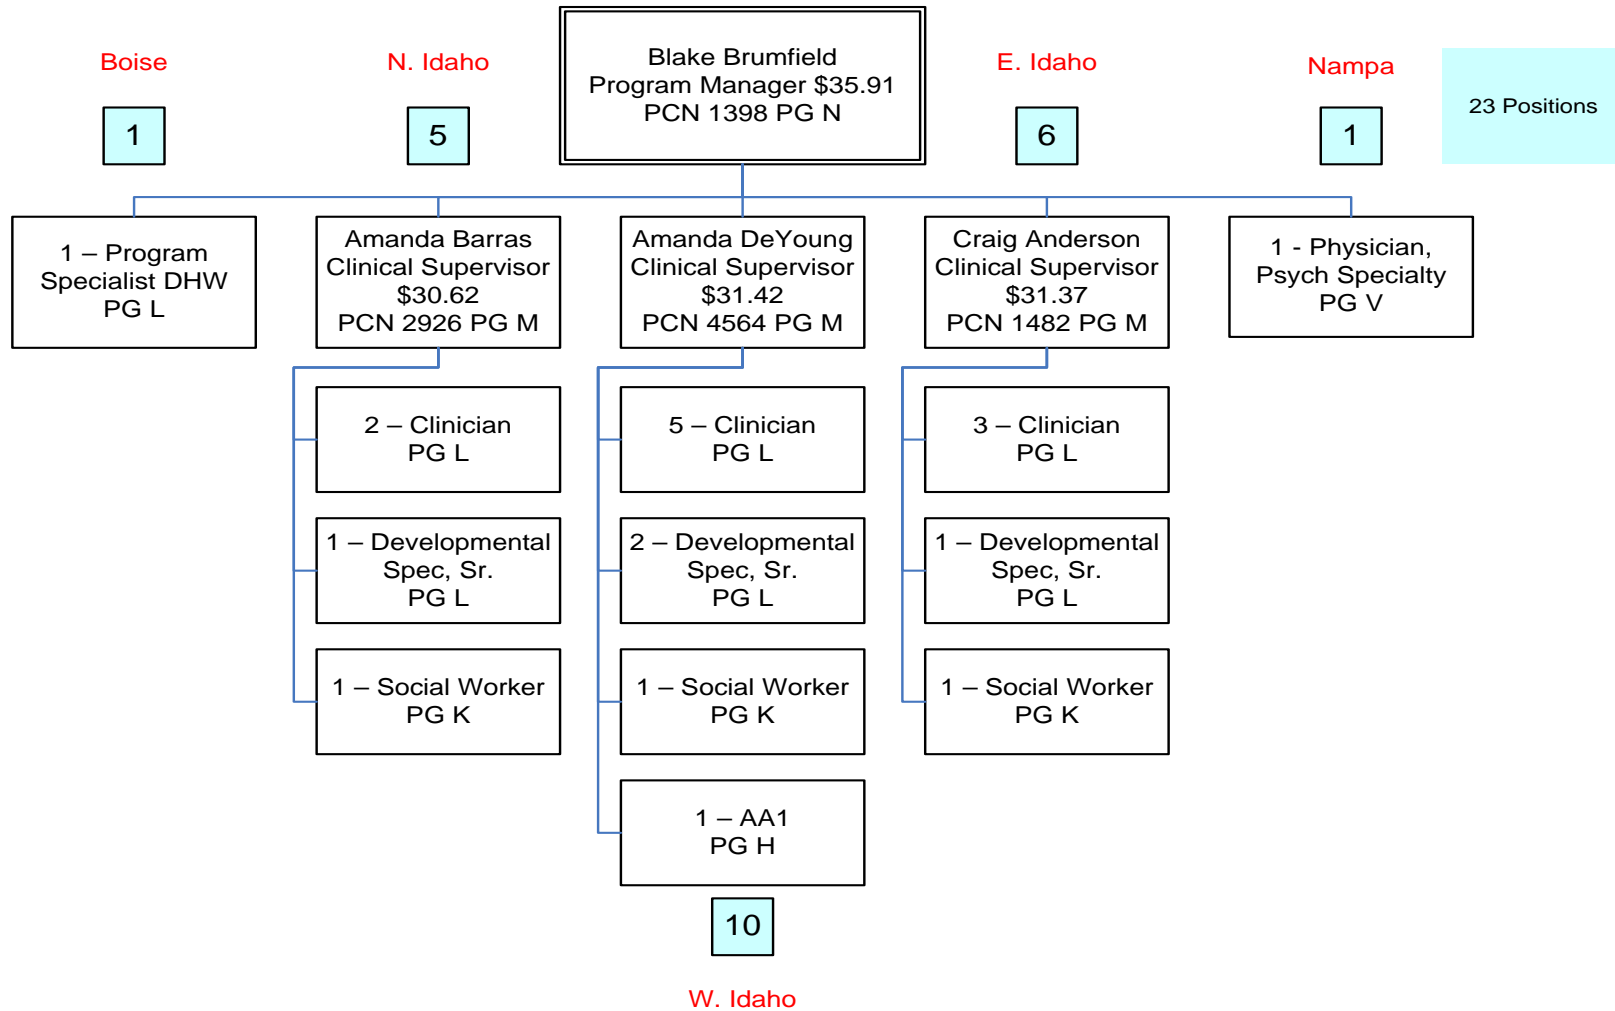 Boise
N. Idaho
Blake Brumfield
Program Manager $35.91
PCN 1398 PG N
E. Idaho
Nampa
23 Positions
1
5
6
1
1 – Program
Specialist DHW
PG L
Amanda Barras
Clinical Supervisor
$30.62
PCN 2926 PG M
Amanda DeYoung
Clinical Supervisor
$31.42
PCN 4564 PG M
Craig Anderson
Clinical Supervisor
$31.37
PCN 1482 PG M
1 - Physician,
Psych Specialty
PG V
2 – Clinician
PG L
5 – Clinician
PG L
3 – Clinician
PG L
1 – Developmental
Spec, Sr.
PG L
2 – Developmental
Spec, Sr.
PG L
1 – Developmental
Spec, Sr.
PG L
1 – Social Worker
PG K
1 – Social Worker
PG K
1 – Social Worker
PG K
1 – AA1
PG H
10
W. Idaho